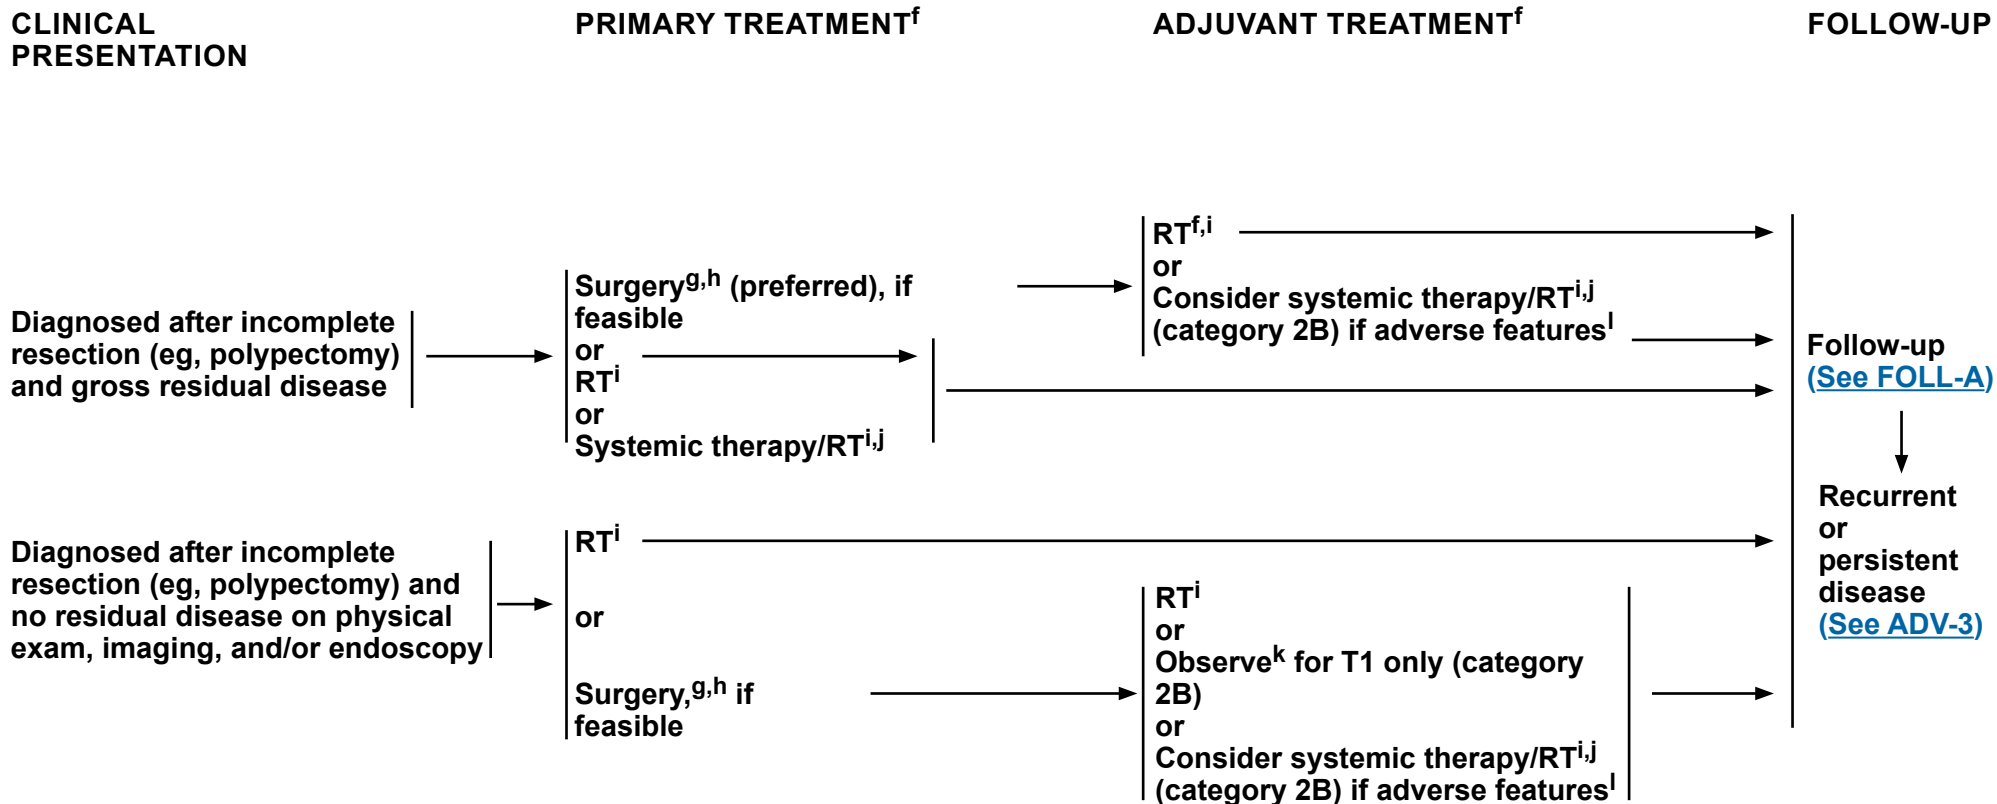 CLINICAL
PRESENTATION
PRIMARY TREATMENTf
ADJUVANT TREATMENTf
FOLLOW-UP
Diagnosed after incomplete
resection (eg, polypectomy)
and gross residual disease
Surgeryg,h (preferred), if
feasible
or
RTi
or
Systemic therapy/RTi,j
RTf,i
or
Consider systemic therapy/RTi,j
(category 2B) if adverse featuresl
Follow-up
(See FOLL-A)
Recurrent
or
persistent
disease
(See ADV-3)
Diagnosed after incomplete
resection (eg, polypectomy) and
no residual disease on physical
exam, imaging, and/or endoscopy
RTi
or
Surgery,g,h if
feasible
RTi
or
Observek for T1 only (category
2B)
or
Consider systemic therapy/RTi,j
(category 2B) if adverse featuresl